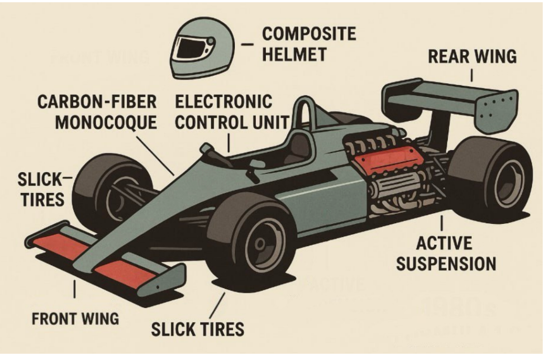 COMPOSITE
HELMET
REAR WING
CARBON-FIBER
MONOCOQUE
ELECTRONIC
CONTROL UNIT
SLICK-
TIRES
ACTIVE
SUSPENSION
FRONT WING
SLICK TIRES